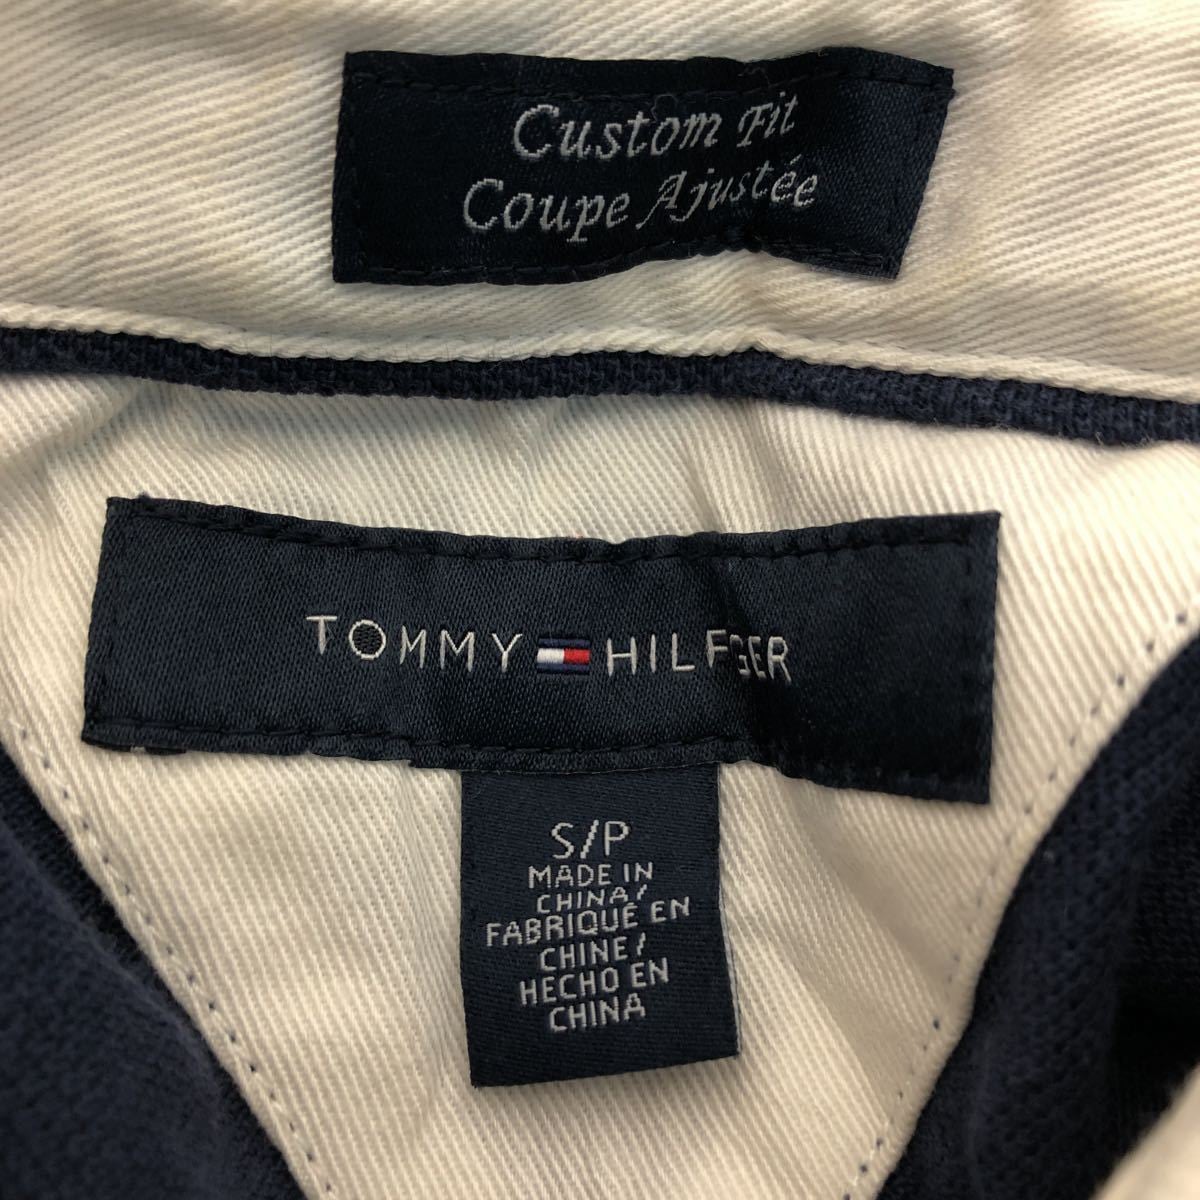 Custom Fit
Coupe Ajustée
TOMMY HILFIGER
S/P
MADE IN
CHINA/
FABRIQUÉ EN
CHINE/
HECHO EN
CHINA